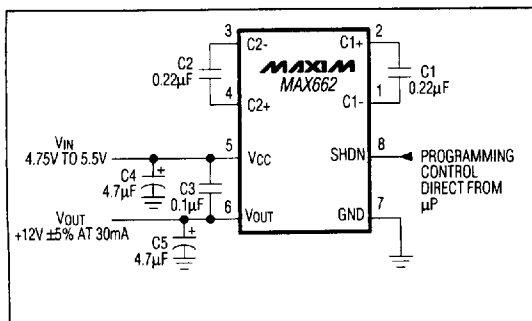 3 C2- C1+ 2
C2 0.22µF
MAXIM
MAX662
C1 0.22µF
4 C2+ C1- 1
VIN
4.75V TO 5.5V
5 VCC
SHDN 8
PROGRAMMING
CONTROL
DIRECT FROM
µP
C4
4.7µF
+
C3
0.1µF
VOUT
+12V ±5% AT 30mA
6 VOUT
GND 7
+
C5
4.7µF